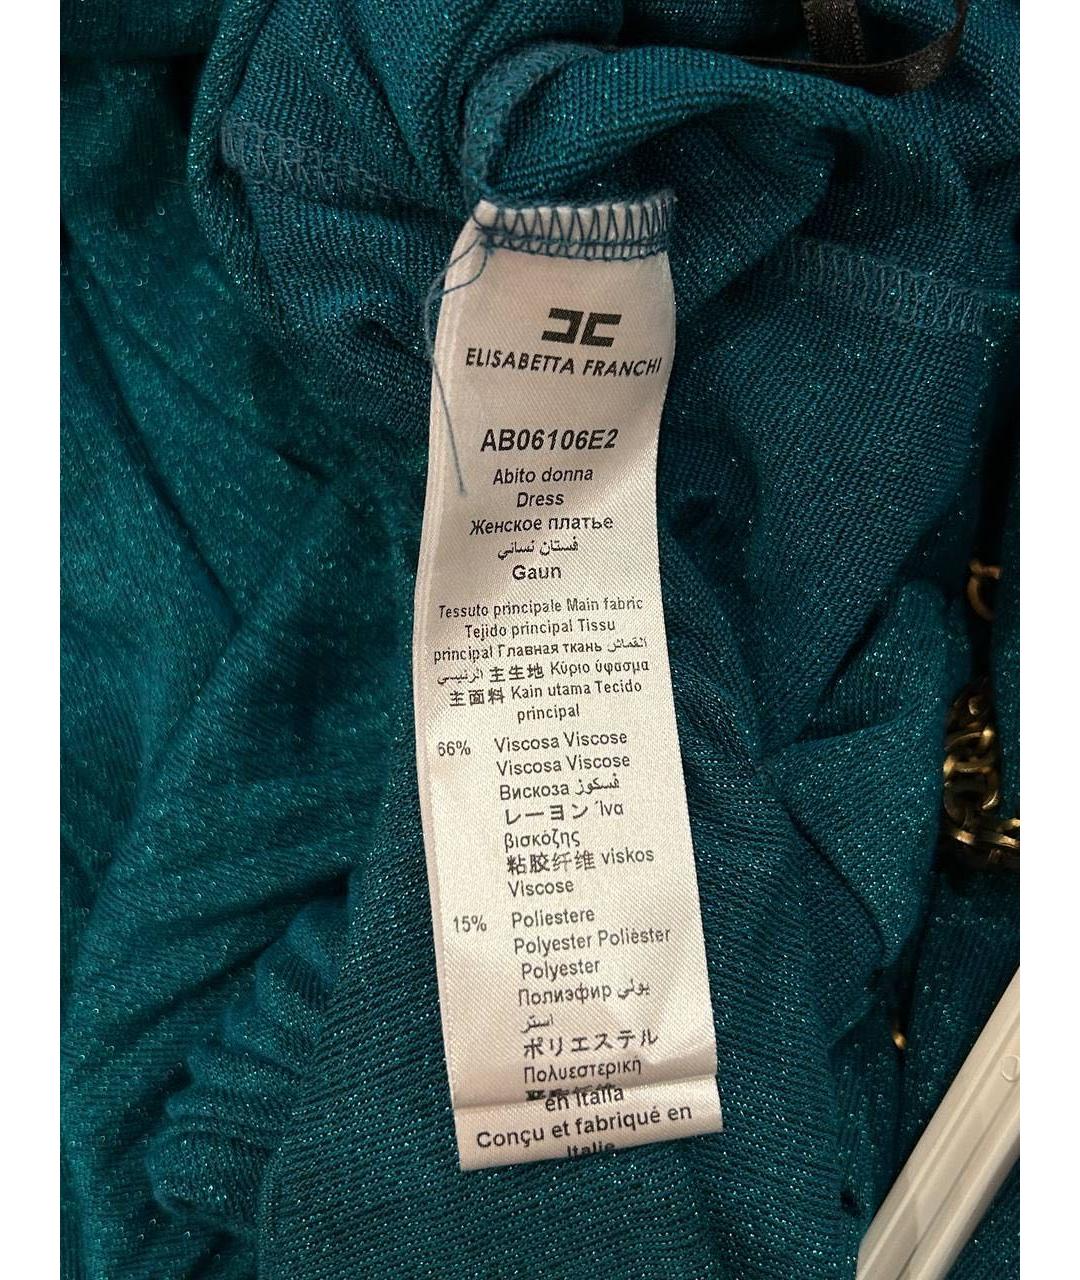 ELISABETTA FRANCHI
AB06106E2
Abito donna
Dress
Женское платье
فستان نسائي
Gaun
Tessuto principale Main fabric
Tejido principal Tissu
principal Главная ткань القماش
الرئيسي 主生地 Κύριο ύφασμα
主面料 Kain utama Tecido
principal
66% Viscosa Viscose
Viscosa Viscose
Вискоза فسكوز
レーヨン Ίνα
βισκόζης
粘胶纤维 viskos
Viscose
15% Poliestere
Polyester Poliéster
Polyester
Полиэфир بولي
استر
ポリエステル
Πολυεστερική
en Italia
Conçu et fabriqué en
Italie